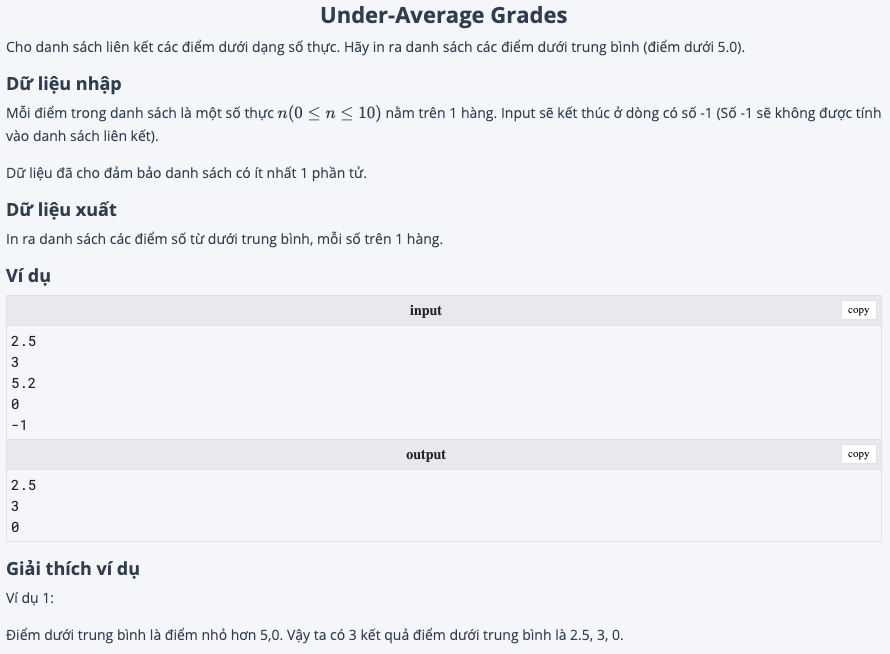 Under-Average Grades
Cho danh sách liên kết các điểm dưới dạng số thực. Hãy in ra danh sách các điểm dưới trung bình (điểm dưới 5.0).
Dữ liệu nhập
Mỗi điểm trong danh sách là một số thực n(0 ≤ n ≤ 10) nằm trên 1 hàng. Input sẽ kết thúc ở dòng có số -1 (Số -1 sẽ không được tính
vào danh sách liên kết).
Dữ liệu đã cho đảm bảo danh sách có ít nhất 1 phần tử.
Dữ liệu xuất
In ra danh sách các điểm số từ dưới trung bình, mỗi số trên 1 hàng.
Ví dụ
input copy
2.5
3
5.2
0
-1
output copy
2.5
3
0
Giải thích ví dụ
Ví dụ 1:
Điểm dưới trung bình là điểm nhỏ hơn 5,0. Vậy ta có 3 kết quả điểm dưới trung bình là 2.5, 3, 0.